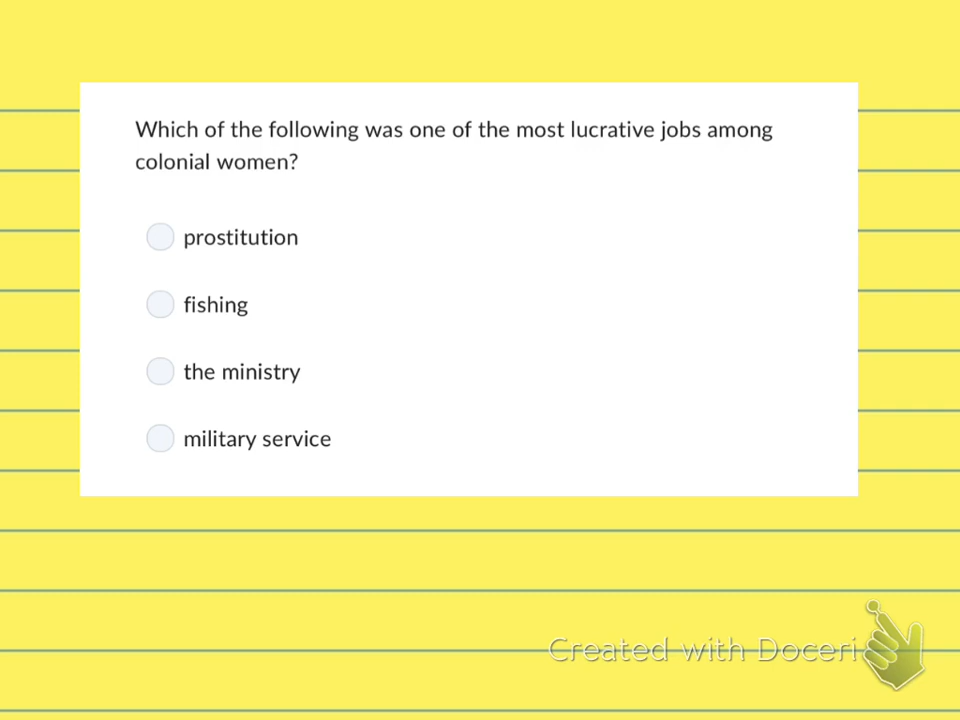 Which of the following was one of the most lucrative jobs among
colonial women?
prostitution
fishing
the ministry
military service
Created with Doceri